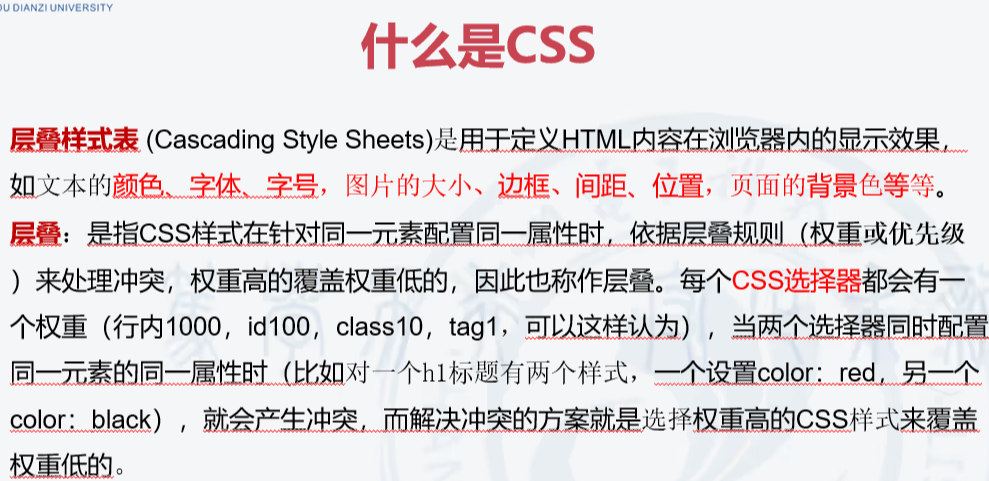 OU DIANZI UNIVERSITY
什么是CSS
层叠样式表 (Cascading Style Sheets)是用于定义HTML内容在浏览器内的显示效果，
如文本的颜色、字体、字号，图片的大小、边框、间距、位置，页面的背景色等等。
层叠：是指CSS样式在针对同一元素配置同一属性时，依据层叠规则（权重或优先级
）来处理冲突，权重高的覆盖权重低的，因此也称作层叠。每个CSS选择器都会有一
个权重（行内1000，id100，class10，tag1，可以这样认为），当两个选择器同时配置
同一元素的同一属性时（比如对一个h1标题有两个样式，一个设置color：red，另一个
color：black），就会产生冲突，而解决冲突的方案就是选择权重高的CSS样式来覆盖
权重低的。